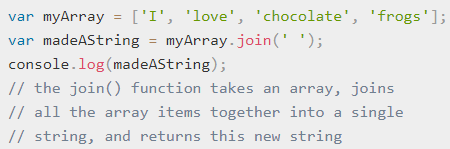 var myArray = ['I', 'love', 'chocolate', 'frogs'];
var madeAString = myArray.join(' ');
console.log(madeAString);
// the join() function takes an array, joins
// all the array items together into a single
// string, and returns this new string